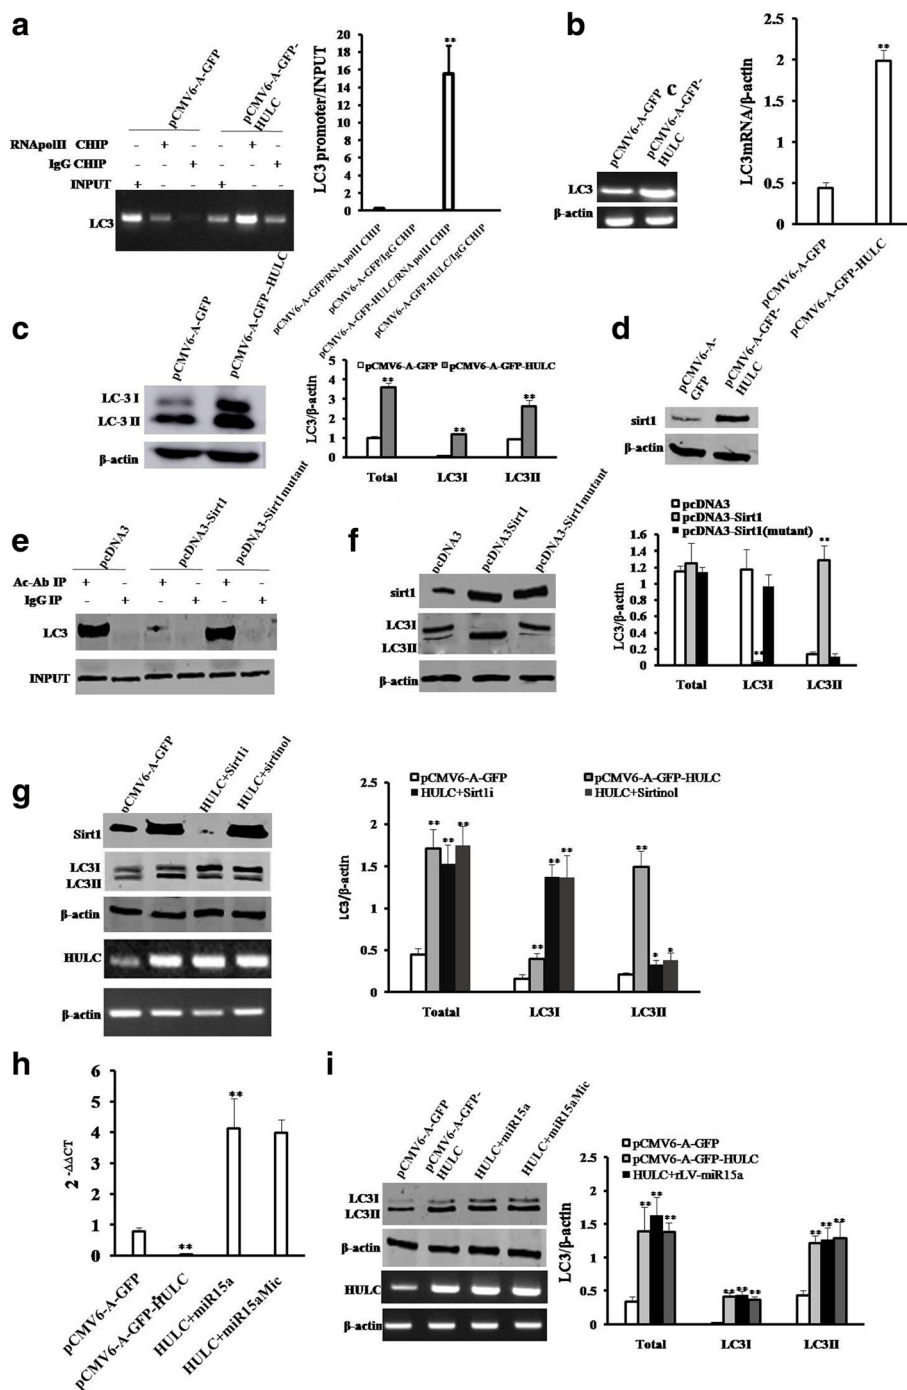 a
pCMV6-A-GFP
pCMV6-A-GFP-
HULC
RNApolII CHIP - + - - + -
IgG CHIP - - + - - +
INPUT + - - + - -
LC3
LC3 promoter/INPUT
20
18
16
14
12
10
8
6
4
2
0
**
pCMV6-A-GFP/RNA polII CHIP
pCMV6-A-GFP/IgG CHIP
pCMV6-A-GFP-HULC/RNA polII CHIP
pCMV6-A-GFP-HULC/IgG CHIP
b
c
pCMV6-A-GFP
pCMV6-A-GFP-
HULC
LC3
β-actin
LC3mRNA/β-actin
2.5
2
1.5
1
0.5
0
**
pCMV6-A-GFP
pCMV6-A-GFP-HULC
c
pCMV6-A-GFP
pCMV6-A-GFP--HULC
LC-3 I
LC-3 II
β-actin
LC3/β-actin
pCMV6-A-GFP
pCMV6-A-GFP-HULC
5
4
3
2
1
0
**
**
**
Total
LC3I
LC3II
d
pCMV6-A-
GFP
pCMV6-A-GFP-
HULC
sirt1
β-actin
e
pcDNA3
pcDNA3-Sirt1
pcDNA3-Sirt1mutant
Ac-Ab IP + - + - + -
IgG IP - + - + - +
LC3
INPUT
f
pcDNA3
pcDNA3Sirt1
pcDNA3-Sirt1mutant
sirt1
LC3I
LC3II
β-actin
pcDNA3
pcDNA3-Sirt1
pcDNA3-Sirt1(mutant)
LC3/β-actin
1.6
1.4
1.2
1
0.8
0.6
0.4
0.2
0
**
**
Total
LC3I
LC3II
g
pCMV6-A-GFP
HULC+Sirt1i
HULC+sirtinol
Sirt1
LC3I
LC3II
β-actin
HULC
β-actin
pCMV6-A-GFP
pCMV6-A-GFP-HULC
HULC+Sirt1i
HULC+Sirtinol
LC3/β-actin
2.5
2
1.5
1
0.5
0
** ** **
** ** **
** * *
Toatal
LC3I
LC3II
h
2 -ΔΔCT
6
5
4
3
2
1
0
**
**
pCMV6-A-GFP
pCMV6-A-GFP-HULC
HULC+miR15a
HULC+miR15aMic
i
pCMV6-A-GFP
pCMV6-A-GFP-
HULC
HULC+miR15a
HULC+miR15aMic
LC3I
LC3II
β-actin
HULC
β-actin
pCMV6-A-GFP
pCMV6-A-GFP-HULC
HULC+rLV-miR15a
LC3/β-actin
2
1.5
1
0.5
0
** ** **
** ** **
** ** **
Total
LC3I
LC3II